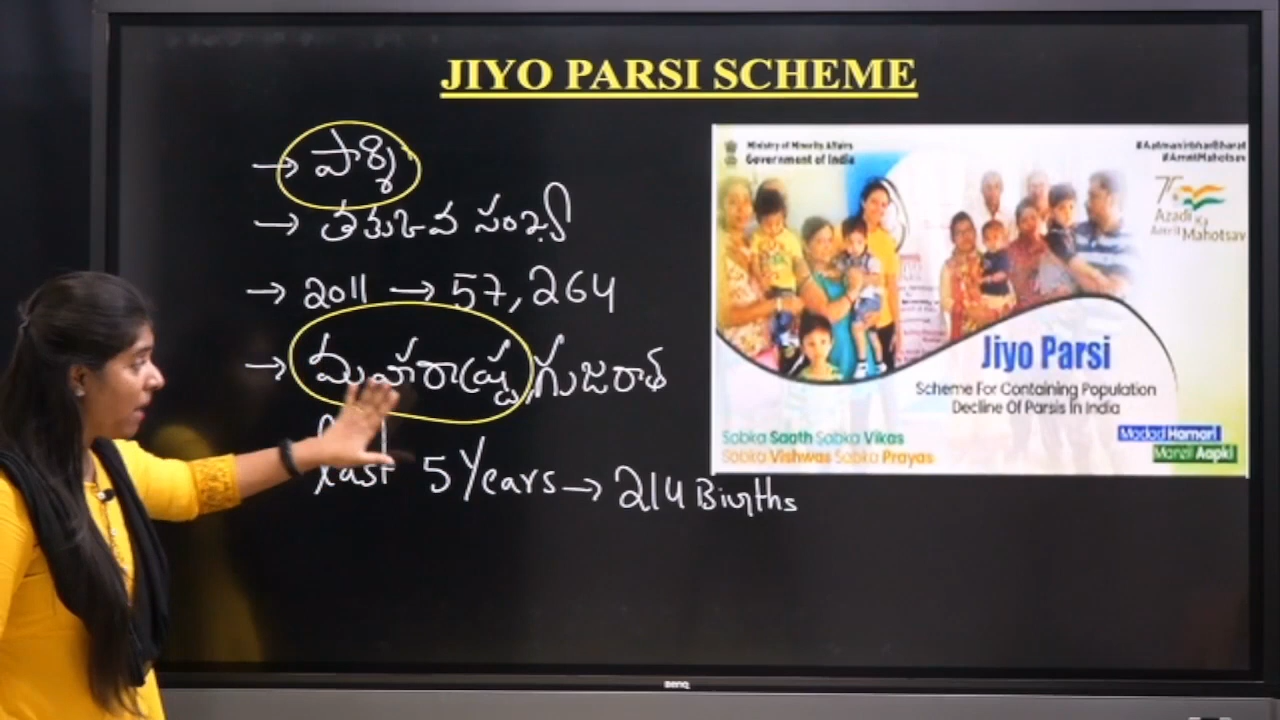 JIYO PARSI SCHEME
→ పార్శి
→ తక్కువ సంఖ్య
→ 2011 → 57,264
→ మహారాష్ట్ర, గుజరాత
Last 5 Years → 214 Births
Ministry of Minority Affairs
Government of India
#AatmanirbharBharat
#AmritMahotsav
75
Azadi Ka
Amrit Mahotsav
Jiyo Parsi
Scheme For Containing Population
Decline Of Parsis In India
Sabka Saath Sabka Vikas
Sabka Vishwas Sabka Prayas
Madad Hamari
Manzil Aapki
BenQ